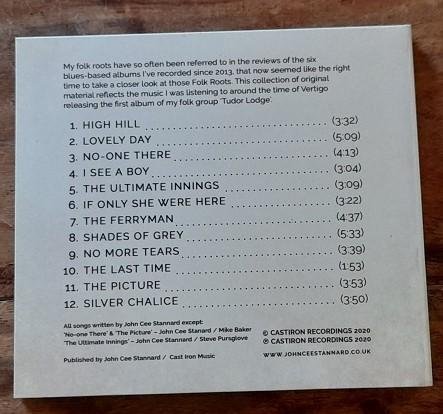 My folk roots have so often been referred to in the reviews of the six
blues-based albums I've recorded since 2013, that now seemed like the right
time to take a closer look at those Folk Roots. This collection of original
material reflects the music I was listening to around the time of Vertigo
releasing the first album of my folk group 'Tudor Lodge'.
1. HIGH HILL (3:32)
2. LOVELY DAY (5:09)
3. NO-ONE THERE (4:13)
4. I SEE A BOY (3:04)
5. THE ULTIMATE INNINGS (3:09)
6. IF ONLY SHE WERE HERE (3:22)
7. THE FERRYMAN (4:37)
8. SHADES OF GREY (5:33)
9. NO MORE TEARS (3:39)
10. THE LAST TIME (1:53)
11. THE PICTURE (3:53)
12. SILVER CHALICE (3:50)
All songs written by John Cee Stannard except:
'No-one There' & 'The Picture' – John Cee Stanard / Mike Baker
'The Ultimate Innings' – John Cee Stannard / Steve Pursglove
Published by John Cee Stannard / Cast Iron Music
© CASTIRON RECORDINGS 2020
℗ CASTIRON RECORDINGS 2020
WWW.JOHNCEESTANNARD.CO.UK